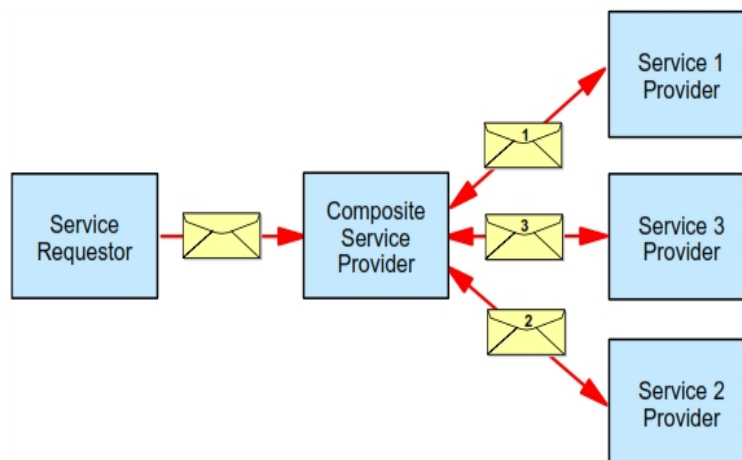 Service 1
Provider
1
Service
Requestor
Composite
Service
Provider
3
Service 3
Provider
2
Service 2
Provider